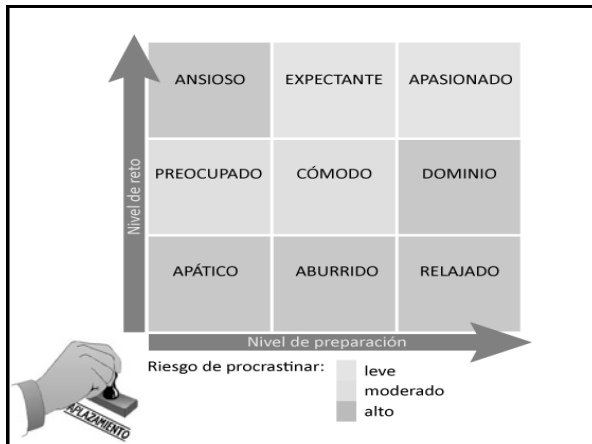 ANSIOSO EXPECTANTE APASIONADO
Nivel de reto
PREOCUPADO CÓMODO DOMINIO
APÁTICO ABURRIDO RELAJADO
Nivel de preparación
Riesgo de procrastinar: leve
moderado
alto
APLAZAMIENTO